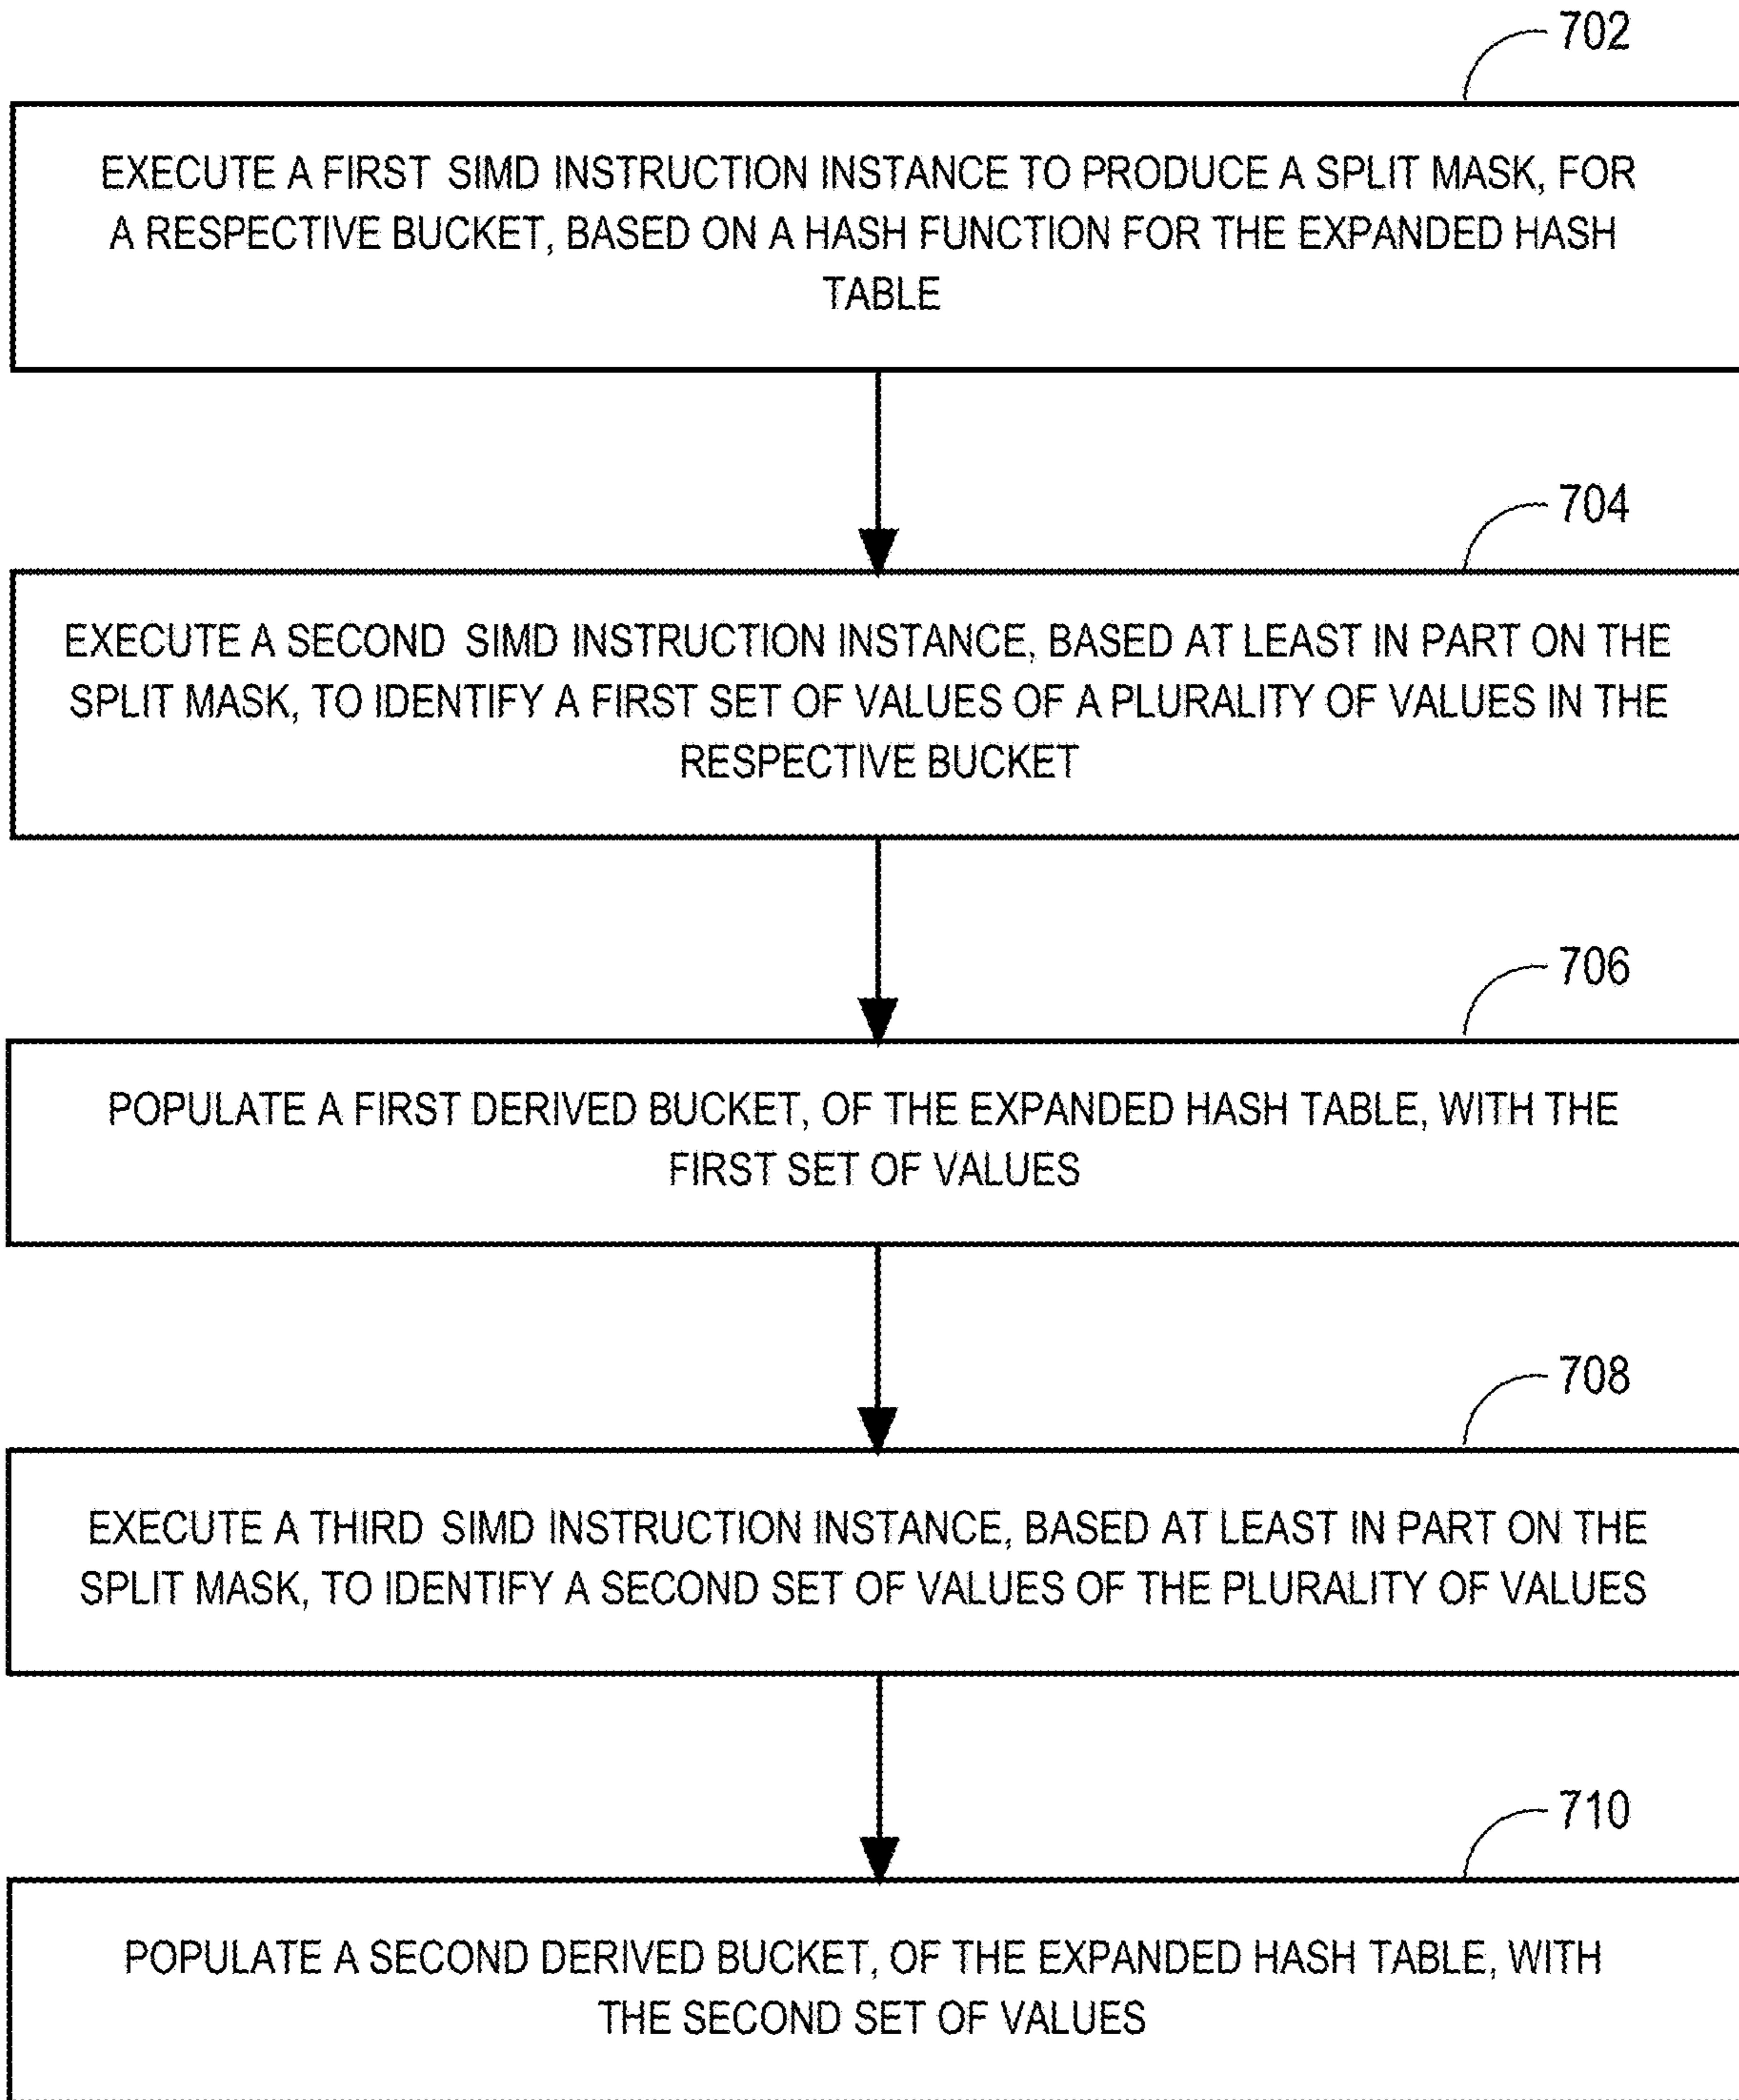 702
EXECUTE A FIRST SIMD INSTRUCTION INSTANCE TO PRODUCE A SPLIT MASK, FOR
A RESPECTIVE BUCKET, BASED ON A HASH FUNCTION FOR THE EXPANDED HASH
TABLE
704
EXECUTE A SECOND SIMD INSTRUCTION INSTANCE, BASED AT LEAST IN PART ON THE
SPLIT MASK, TO IDENTIFY A FIRST SET OF VALUES OF A PLURALITY OF VALUES IN THE
RESPECTIVE BUCKET
706
POPULATE A FIRST DERIVED BUCKET, OF THE EXPANDED HASH TABLE, WITH THE
FIRST SET OF VALUES
708
EXECUTE A THIRD SIMD INSTRUCTION INSTANCE, BASED AT LEAST IN PART ON THE
SPLIT MASK, TO IDENTIFY A SECOND SET OF VALUES OF THE PLURALITY OF VALUES
710
POPULATE A SECOND DERIVED BUCKET, OF THE EXPANDED HASH TABLE, WITH
THE SECOND SET OF VALUES